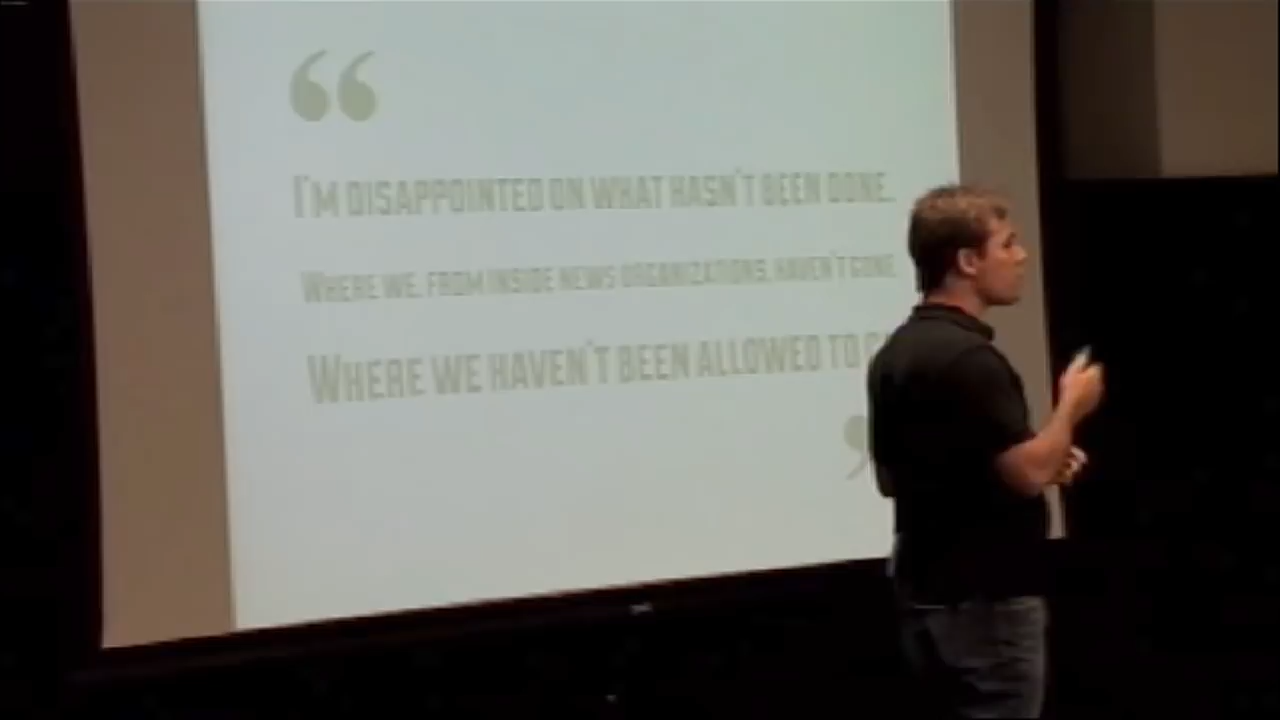 “
I'M DISAPPOINTED ON WHAT HASN'T BEEN DONE.
WHERE WE, FROM INSIDE NEWS ORGANIZATIONS, HAVEN'T GONE.
WHERE WE HAVEN'T BEEN ALLOWED TO